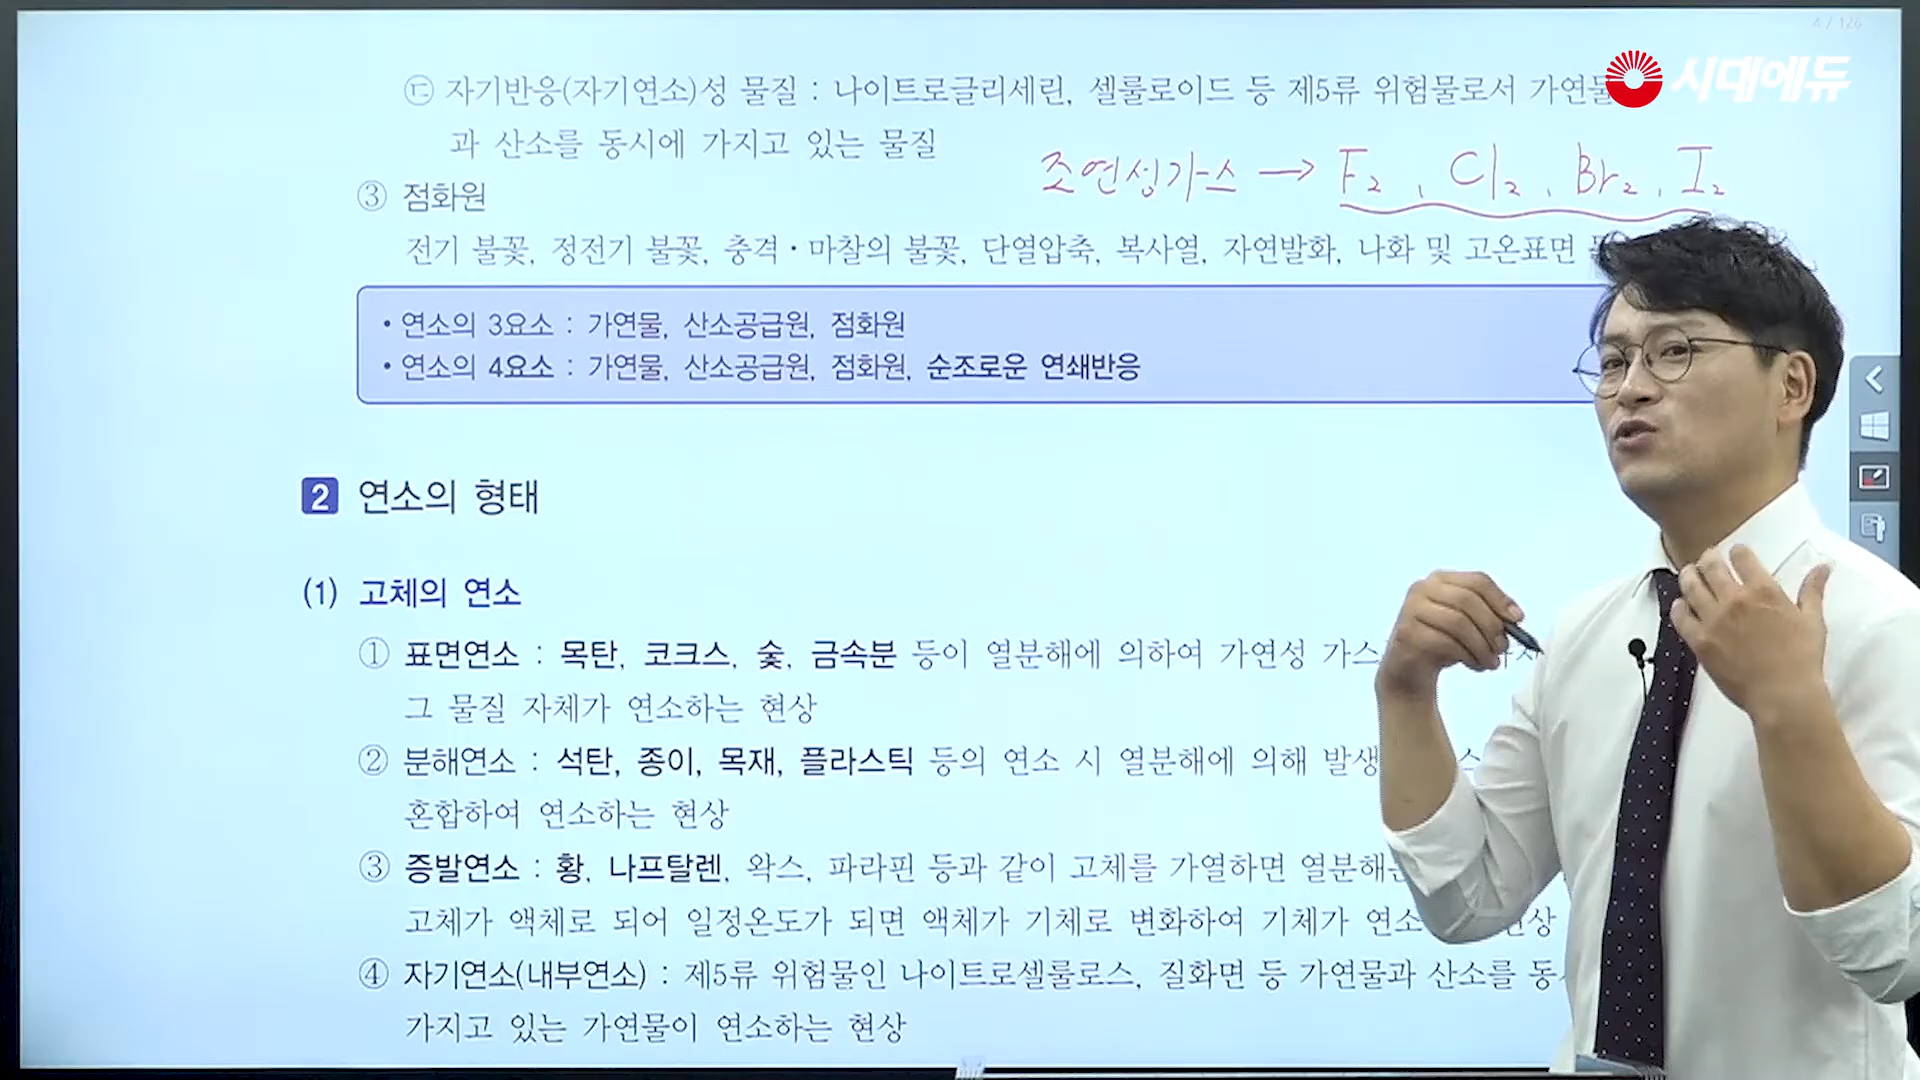 4 / 126
시대에듀
㉢ 자기반응(자기연소)성 물질 : 나이트로글리세린, 셀룰로이드 등 제5류 위험물로서 가연물
과 산소를 동시에 가지고 있는 물질
조연성가스 → F₂, Cl₂, Br₂, I₂
③ 점화원
전기 불꽃, 정전기 불꽃, 충격·마찰의 불꽃, 단열압축, 복사열, 자연발화, 나화 및 고온표면
• 연소의 3요소 : 가연물, 산소공급원, 점화원
• 연소의 4요소 : 가연물, 산소공급원, 점화원, 순조로운 연쇄반응
2 연소의 형태
(1) 고체의 연소
① 표면연소 : 목탄, 코크스, 숯, 금속분 등이 열분해에 의하여 가연성 가스
그 물질 자체가 연소하는 현상
② 분해연소 : 석탄, 종이, 목재, 플라스틱 등의 연소 시 열분해에 의해 발생
혼합하여 연소하는 현상
③ 증발연소 : 황, 나프탈렌, 왁스, 파라핀 등과 같이 고체를 가열하면 열분해는
고체가 액체로 되어 일정온도가 되면 액체가 기체로 변화하여 기체가 연소 현상
④ 자기연소(내부연소) : 제5류 위험물인 나이트로셀룰로스, 질화면 등 가연물과 산소를 동
가지고 있는 가연물이 연소하는 현상